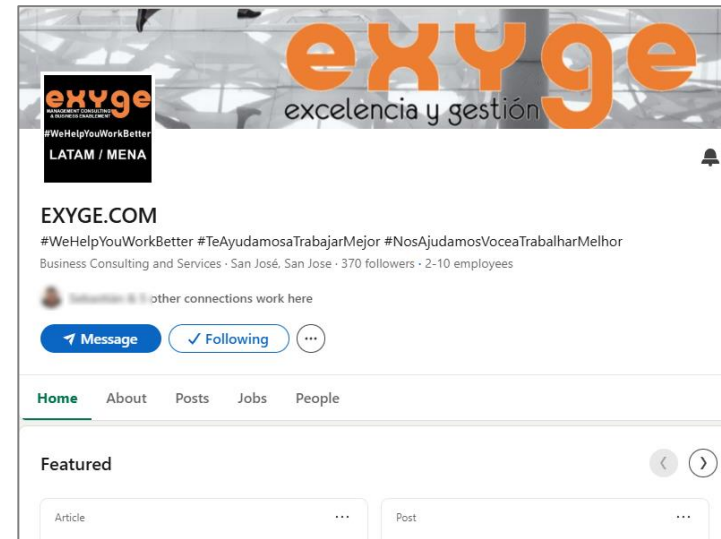 exyge
excelencia y gestión
exyge
MANAGEMENT CONSULTING
& BUSINESS ENABLEMENT
#WeHelpYouWorkBetter
LATAM / MENA
EXYGE.COM
#WeHelpYouWorkBetter #TeAyudamosaTrabajarMejor #NosAjudamosVoceaTrabalharMelhor
Business Consulting and Services · San José, San Jose · 370 followers · 2-10 employees
other connections work here
Message
✓ Following
Home About Posts Jobs People
Featured
Article
Post